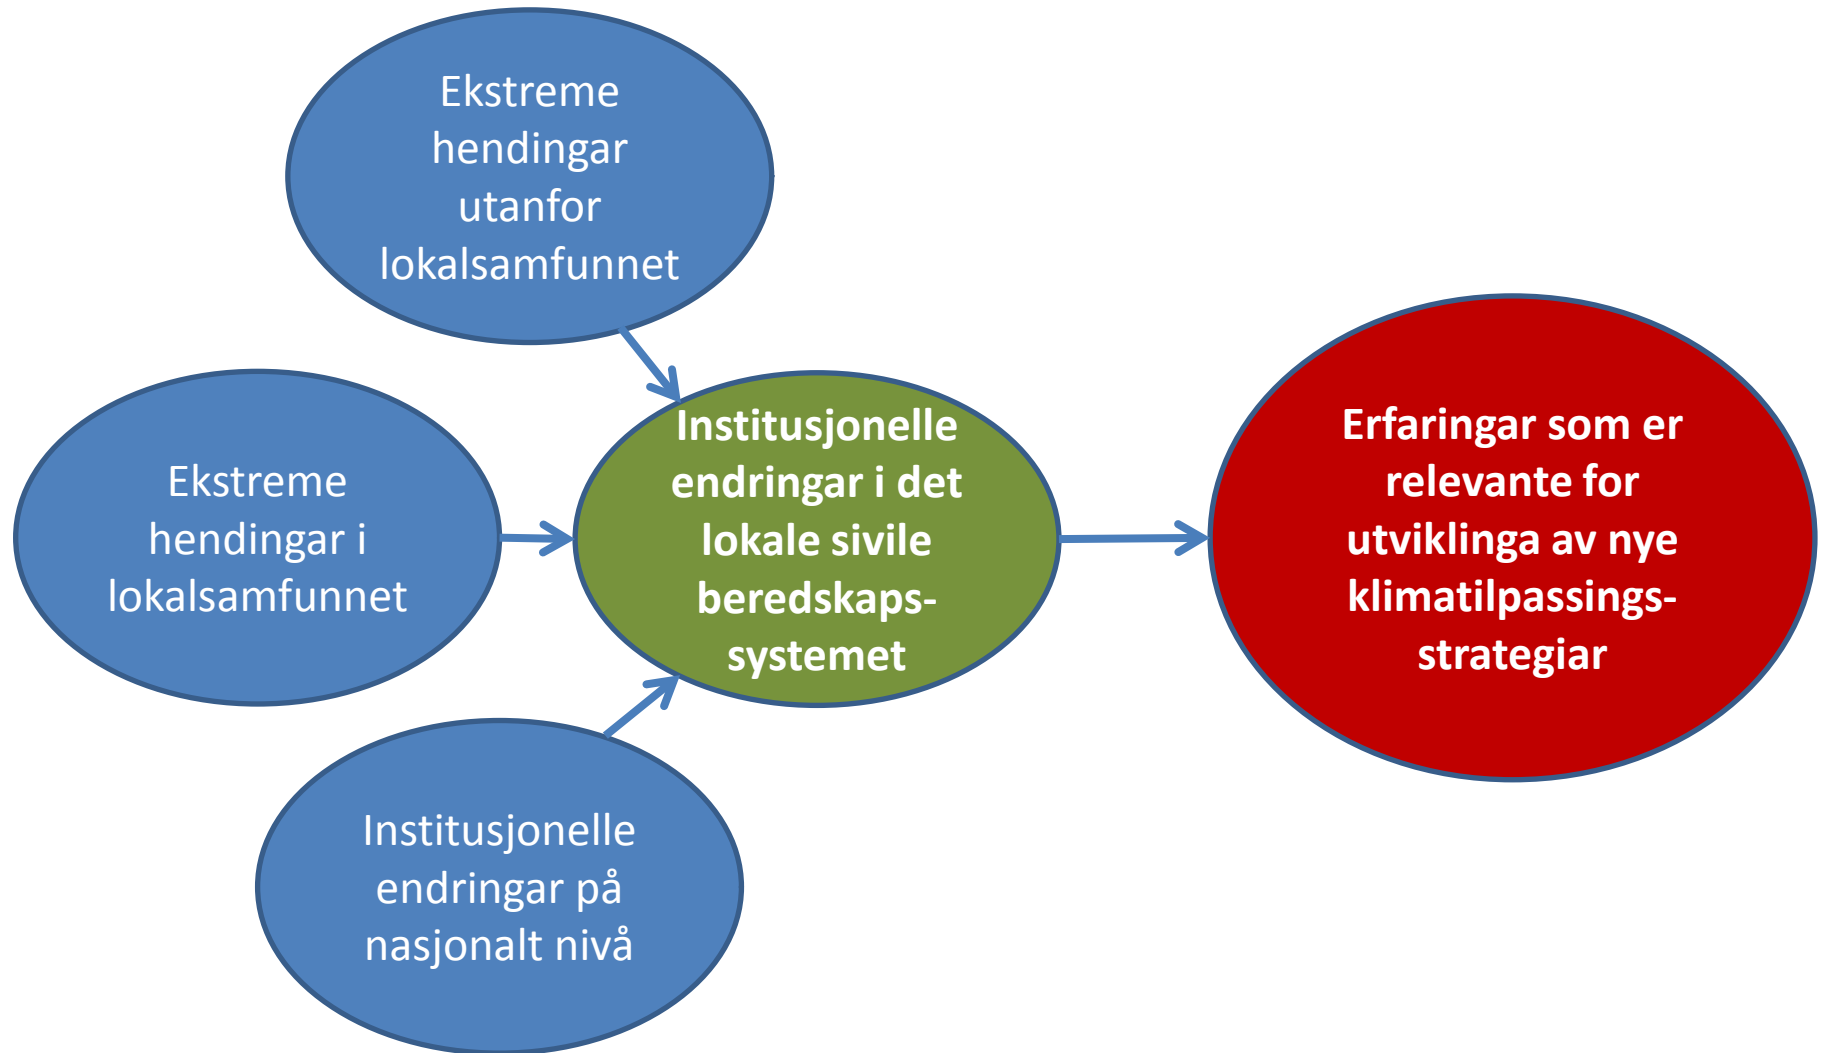 Ekstreme
hendingar
utanfor
lokalsamfunnet
Ekstreme
hendingar i
lokalsamfunnet
Institusjonelle
endringar i det
lokale sivile
beredskaps-
systemet
Erfaringar som er
relevante for
utviklinga av nye
klimatilpassings-
strategiar
Institusjonelle
endringar på
nasjonalt nivå